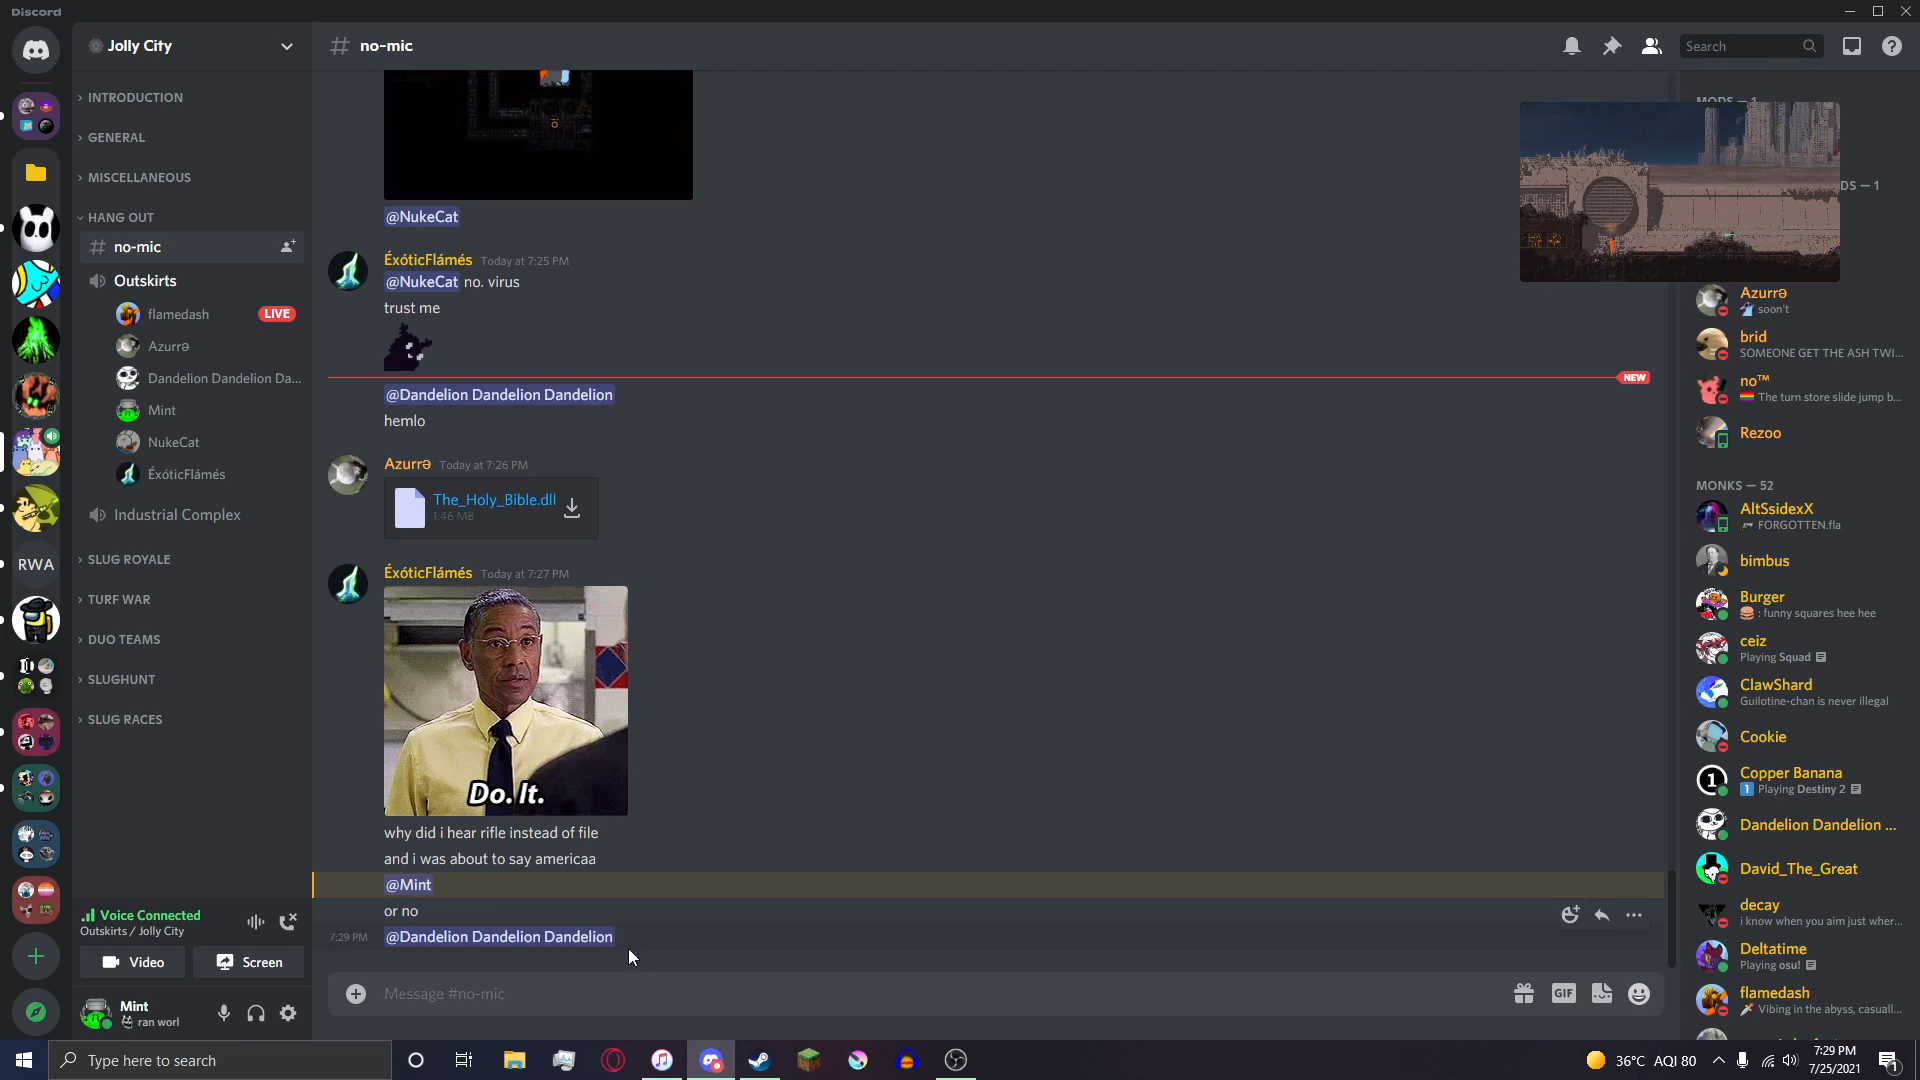 Discord
Jolly City
no-mic
Search
INTRODUCTION
GENERAL
MISCELLANEOUS
HANG OUT
no-mic
Outskirts
flamedash
LIVE
Azurrə
Dandelion Dandelion Da...
Mint
NukeCat
ÉxóticFlámés
Industrial Complex
SLUG ROYALE
TURF WAR
DUO TEAMS
SLUGHUNT
SLUG RACES
RWA
Voice Connected
Outskirts / Jolly City
Video
Screen
Mint
ran worl
@NukeCat
ÉxóticFlámés Today at 7:25 PM
@NukeCat no. virus
trust me
NEW
@Dandelion Dandelion Dandelion
hemlo
Azurrə Today at 7:26 PM
The_Holy_Bible.dll
1.46 MB
ÉxóticFlámés Today at 7:27 PM
Do. It.
why did i hear rifle instead of file
and i was about to say americaa
@Mint
or no
7:29 PM @Dandelion Dandelion Dandelion
Message #no-mic
GIF
MODS — 1
DS — 1
Azurrə
soon't
brid
SOMEONE GET THE ASH TWI...
no™
The turn store slide jump b...
Rezoo
MONKS — 52
AltSsidexX
FORGOTTEN.fla
bimbus
Burger
: funny squares hee hee
ceiz
Playing Squad
ClawShard
Guilotine-chan is never illegal
Cookie
Copper Banana
1 Playing Destiny 2
Dandelion Dandelion ...
David_The_Great
decay
i know when you aim just wher...
Deltatime
Playing osu!
flamedash
Vibing in the abyss, casuall...
Type here to search
36°C AQI 80
7:29 PM
7/25/2021
1